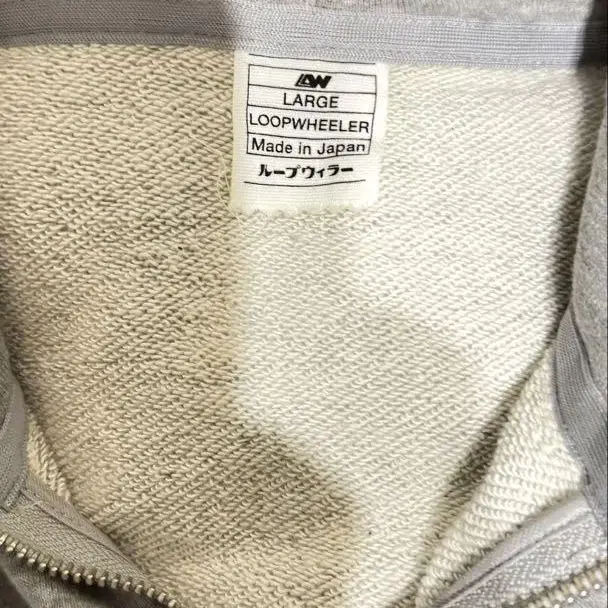 LW
LARGE
LOOPWHEELER
Made in Japan
ループウィラー